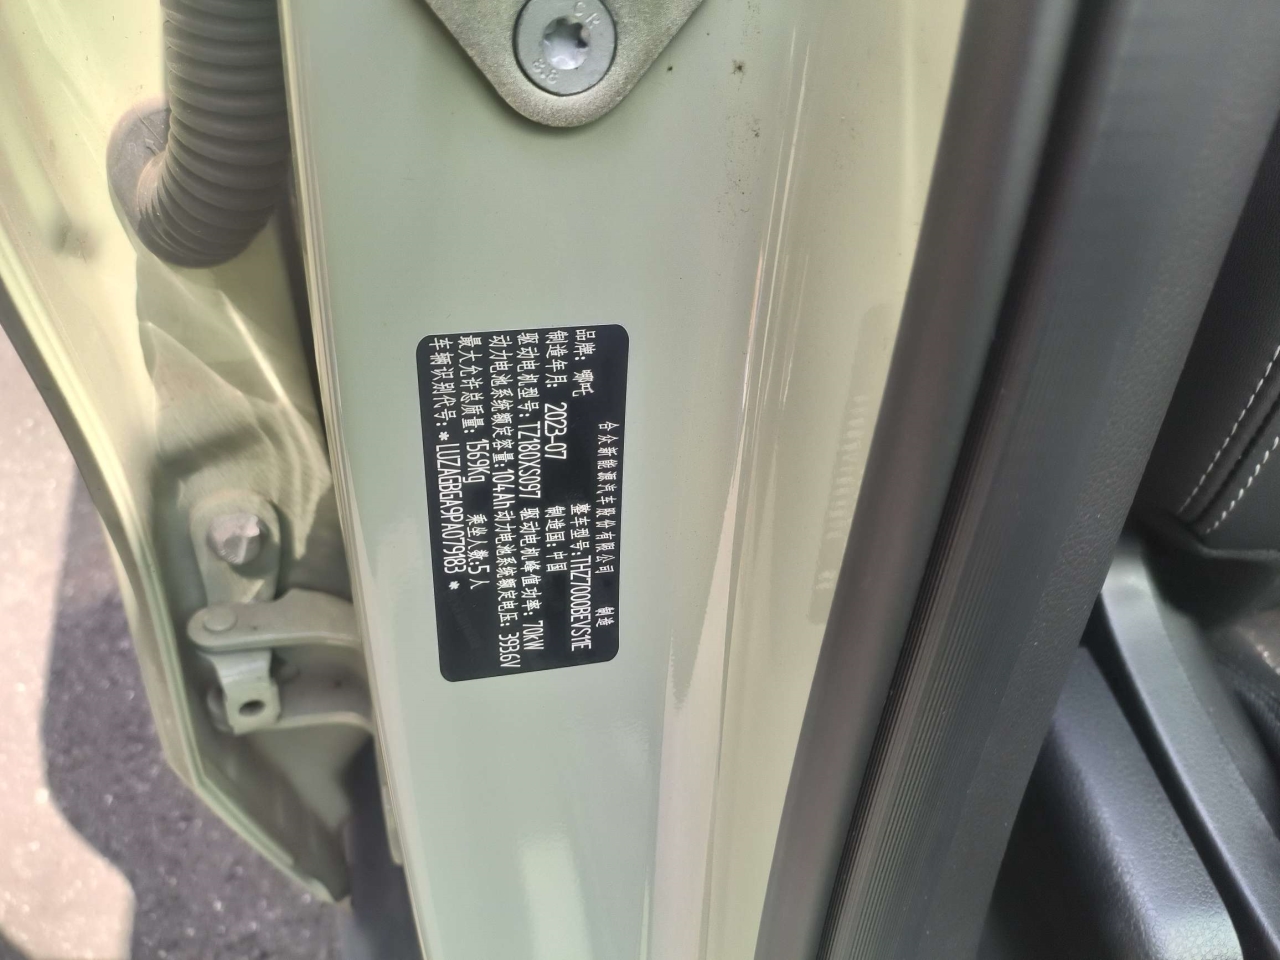 合众新能源汽车股份有限公司 制造
品牌：哪吒 整车型号：THZ7000BEVS11E
制造年月：2023-07 制造国：中国
驱动电机型号：TZ180XS097 驱动电机峰值功率：70kW
动力电池系统额定容量：104Ah 动力电池系统额定电压：393.6V
最大允许总质量：1569Kg 乘坐人数：5人
车辆识别代号：*LUZAGBGA9PA079183*
CR
8.8